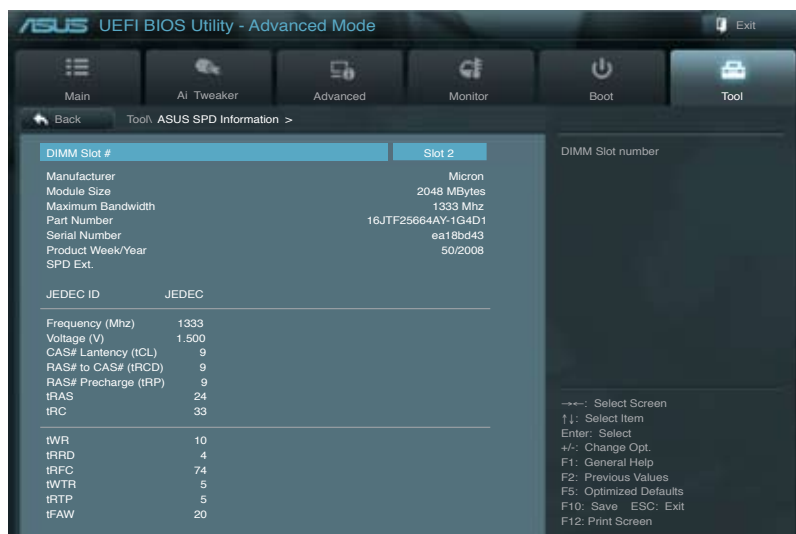 ASUS UEFI BIOS Utility - Advanced Mode Exit
Main Ai Tweaker Advanced Monitor Boot Tool
Back Tool\ ASUS SPD Information >
DIMM Slot # Slot 2
DIMM Slot number
Manufacturer Micron
Module Size 2048 MBytes
Maximum Bandwidth 1333 Mhz
Part Number 16JTF25664AY-1G4D1
Serial Number ea18bd43
Product Week/Year 50/2008
SPD Ext.
JEDEC ID JEDEC
Frequency (Mhz) 1333
Voltage (V) 1.500
CAS# Lantency (tCL) 9
RAS# to CAS# (tRCD) 9
RAS# Precharge (tRP) 9
tRAS 24
tRC 33
tWR 10
tRRD 4
tRFC 74
tWTR 5
tRTP 5
tFAW 20
→←: Select Screen
↑↓: Select Item
Enter: Select
+/-: Change Opt.
F1: General Help
F2: Previous Values
F5: Optimized Defaults
F10: Save ESC: Exit
F12: Print Screen